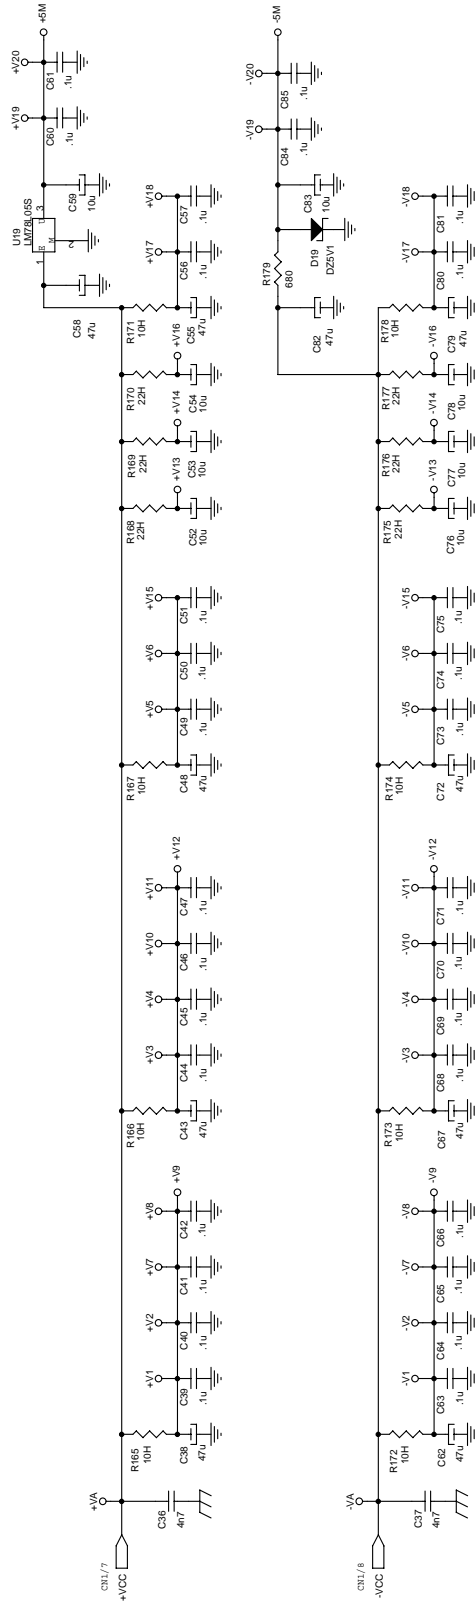 CN1/7
+VCC
+VA
C36
4n7
R165
10H
C38
47u
+V1
C39
.1u
+V2
C40
.1u
+V7
C41
.1u
+V8
C42
.1u
+V9
R166
10H
C43
47u
+V3
C44
.1u
+V4
C45
.1u
+V10
C46
.1u
+V11
C47
.1u
+V12
R167
10H
C48
47u
+V5
C49
.1u
+V6
C50
.1u
+V15
C51
.1u
R168
22H
+V13
C52
10u
R169
22H
+V14
C53
10u
R170
22H
+V16
C54
10u
R171
10H
C55
47u
+V17
C56
.1u
+V18
C57
.1u
C58
47u
U19
LM78L05S
1
E
M
2
U
3
C59
10u
+V19
C60
.1u
+V20
C61
.1u
+5M
CN1/8
-VCC
-VA
C37
4n7
R172
10H
C62
47u
-V1
C63
.1u
-V2
C64
.1u
-V7
C65
.1u
-V8
C66
.1u
-V9
R173
10H
C67
47u
-V3
C68
.1u
-V4
C69
.1u
-V10
C70
.1u
-V11
C71
.1u
-V12
R174
10H
C72
47u
-V5
C73
.1u
-V6
C74
.1u
-V15
C75
.1u
R175
22H
-V13
C76
10u
R176
22H
-V14
C77
10u
R177
22H
-V16
C78
10u
R178
10H
C79
47u
-V17
C80
.1u
-V18
C81
.1u
C82
47u
R179
680
D19
DZ5V1
C83
10u
-V19
C84
.1u
-V20
C85
.1u
-5M